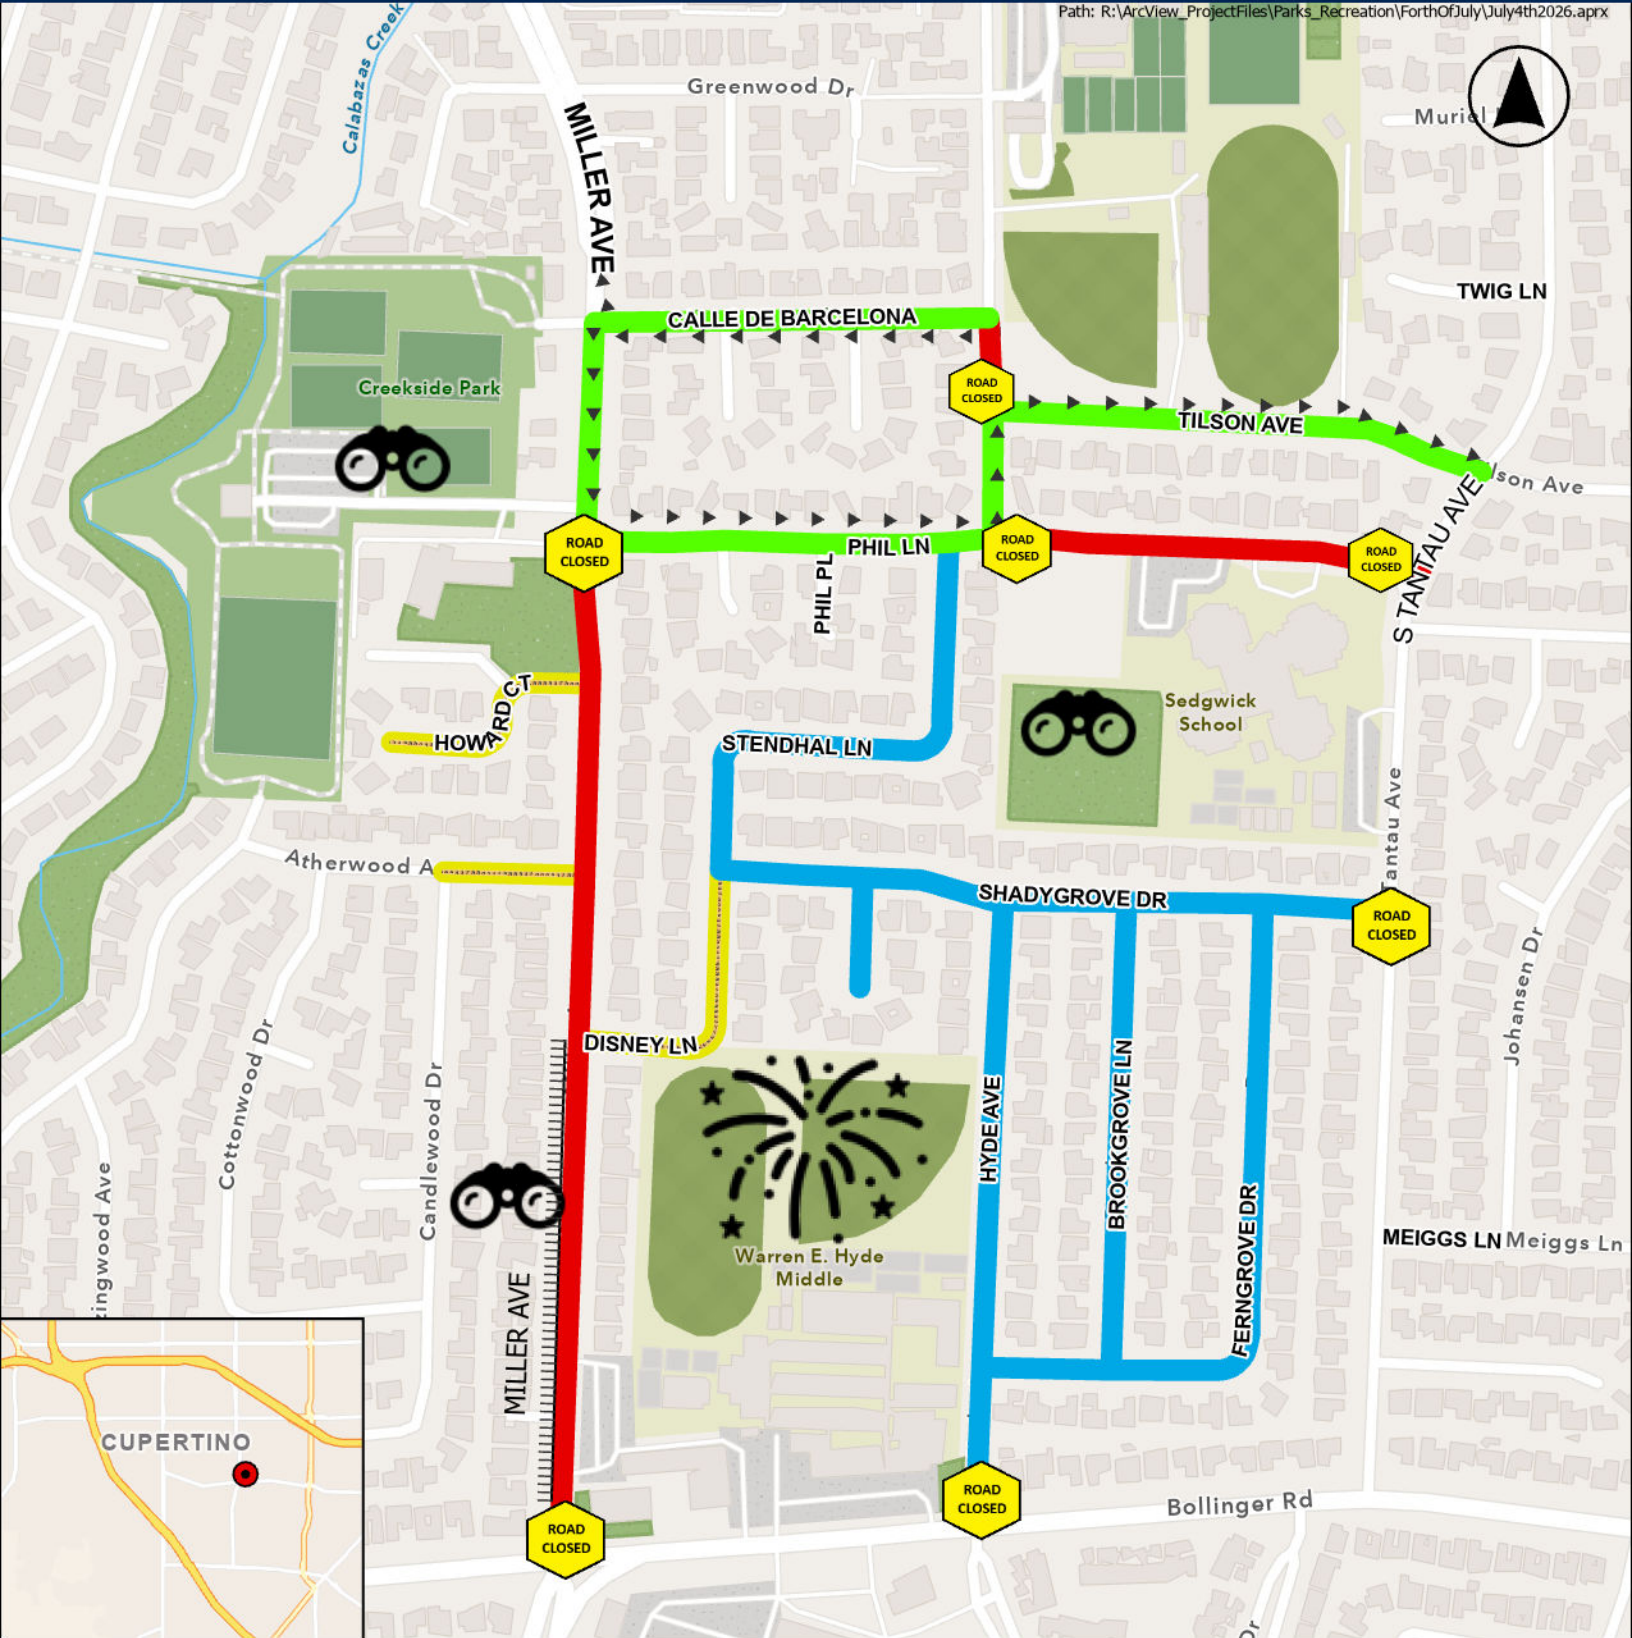 Path: R:\ArcView_ProjectFiles\Parks_Recreation\ForthOfJuly\July4th2026.aprx
Calabazas Creek
Greenwood Dr
MILLER AVE
Muriel
TWIG LN
CALLE DE BARCELONA
Creekside Park
ROAD
CLOSED
TILSON AVE
lson Ave
S TANTAU AVE
ROAD
CLOSED
PHIL LN
ROAD
CLOSED
ROAD
CLOSED
PHIL PL
HOWARD CT
STENDHAL LN
Sedgwick
School
Tantau Ave
Atherwood A
SHADYGROVE DR
ROAD
CLOSED
Johansen Dr
DISNEY LN
Cottonwood Dr
Candlewood Dr
HYDE AVE
BROOKGROVE LN
FERNGROVE DR
zingwood Ave
Warren E. Hyde
Middle
MEIGGS LN
Meiggs Ln
MILLER AVE
CUPERTINO
ROAD
CLOSED
ROAD
CLOSED
Bollinger Rd
Dr